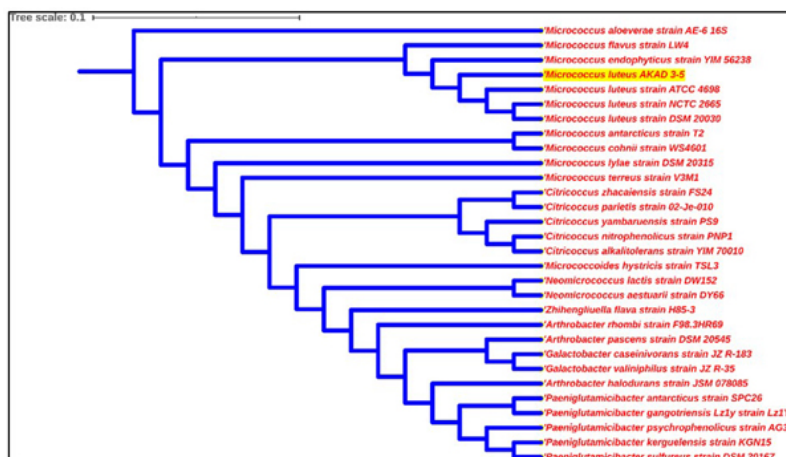 Tree scale: 0.1
'Micrococcus aloeverae strain AE-6 16S
'Micrococcus flavus strain LW4
'Micrococcus endophyticus strain YIM 56238
'Micrococcus luteus AKAD 3-5
'Micrococcus luteus strain ATCC 4698
'Micrococcus luteus strain NCTC 2665
'Micrococcus luteus strain DSM 20030
'Micrococcus antarcticus strain T2
'Micrococcus cohnii strain WS4601
'Micrococcus lylae strain DSM 20315
'Micrococcus terreus strain V3M1
'Citricoccus zhacaiensis strain FS24
'Citricoccus parietis strain 02-Je-010
'Citricoccus yambaruensis strain PS9
'Citricoccus nitrophenolicus strain PNP1
'Citricoccus alkalitolerans strain YIM 70010
'Micrococcoides hystricis strain TSL3
'Neomicrococcus lactis strain DW152
'Neomicrococcus aestuarii strain DY66
'Zhihengliuella flava strain H85-3
'Arthrobacter rhombi strain F98.3HR69
'Arthrobacter pascens strain DSM 20545
'Galactobacter caseinivorans strain JZ R-183
'Galactobacter valiniphilus strain JZ R-35
'Arthrobacter halodurans strain JSM 078085
'Paeniglutamicibacter antarcticus strain SPC26
'Paeniglutamicibacter gangotriensis Lz1y strain Lz1Y
'Paeniglutamicibacter psychrophenolicus strain AG3
'Paeniglutamicibacter kerguelensis strain KGN15
'Paeniglutamicibacter sulfureus strain DSM 20167